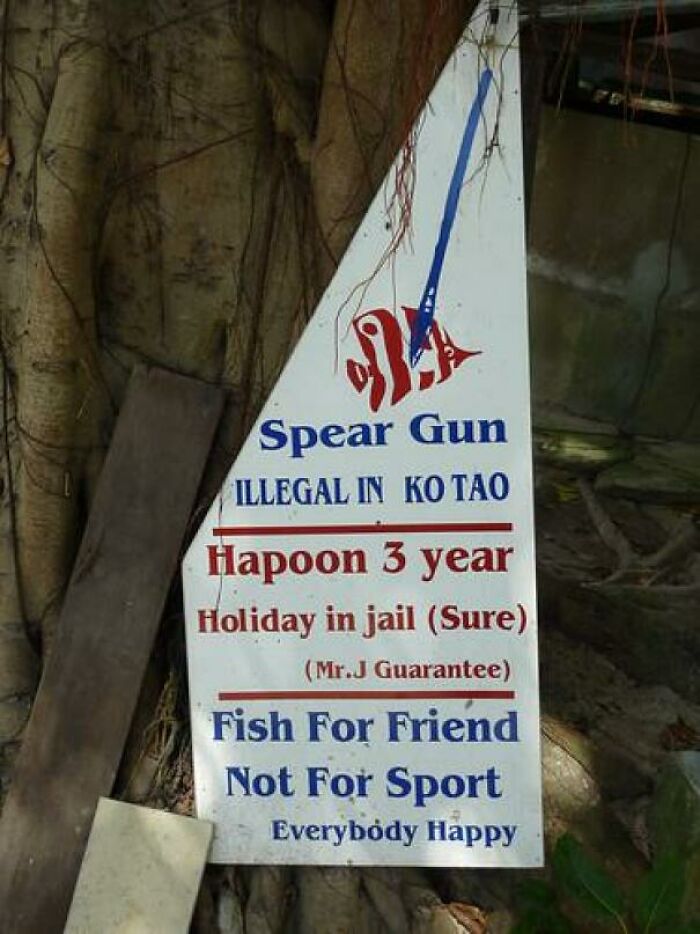 Spear Gun
ILLEGAL IN KO TAO
Hapoon 3 year
Holiday in jail (Sure)
(Mr.J Guarantee)
Fish For Friend
Not For Sport
Everybody Happy